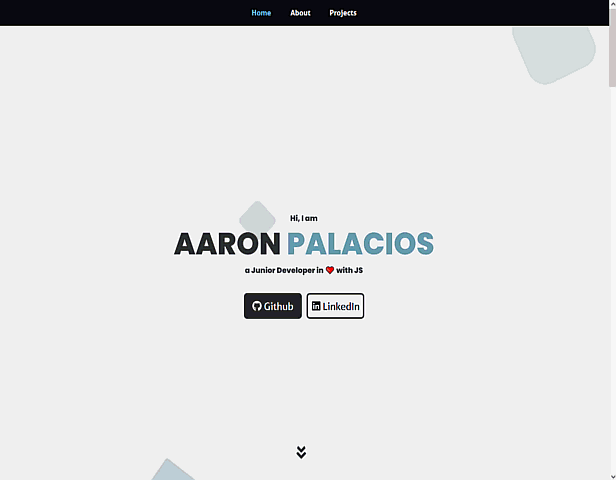 Home About Projects
Hi, I am
AARON PALACIOS
a Junior Developer in ❤ with JS
Github LinkedIn